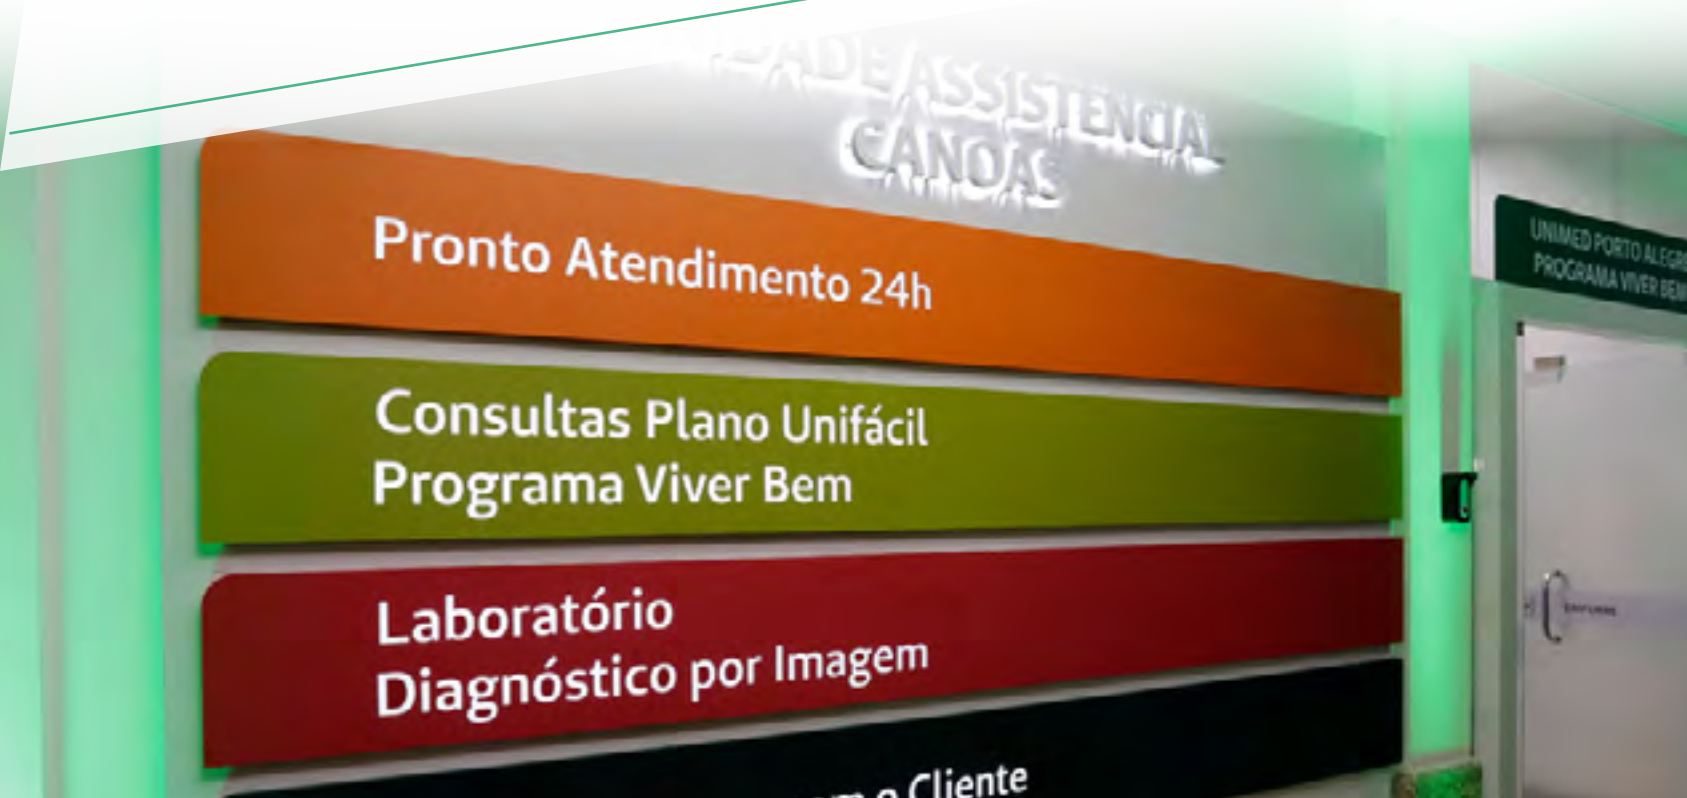 ASSISTENCIAL
CANOAS
Pronto Atendimento 24h
Consultas Plano Unifácil
Programa Viver Bem
Laboratório
Diagnóstico por Imagem
o Cliente
UNIMED PORTO ALEGRE
PROGRAMA VIVER BEM